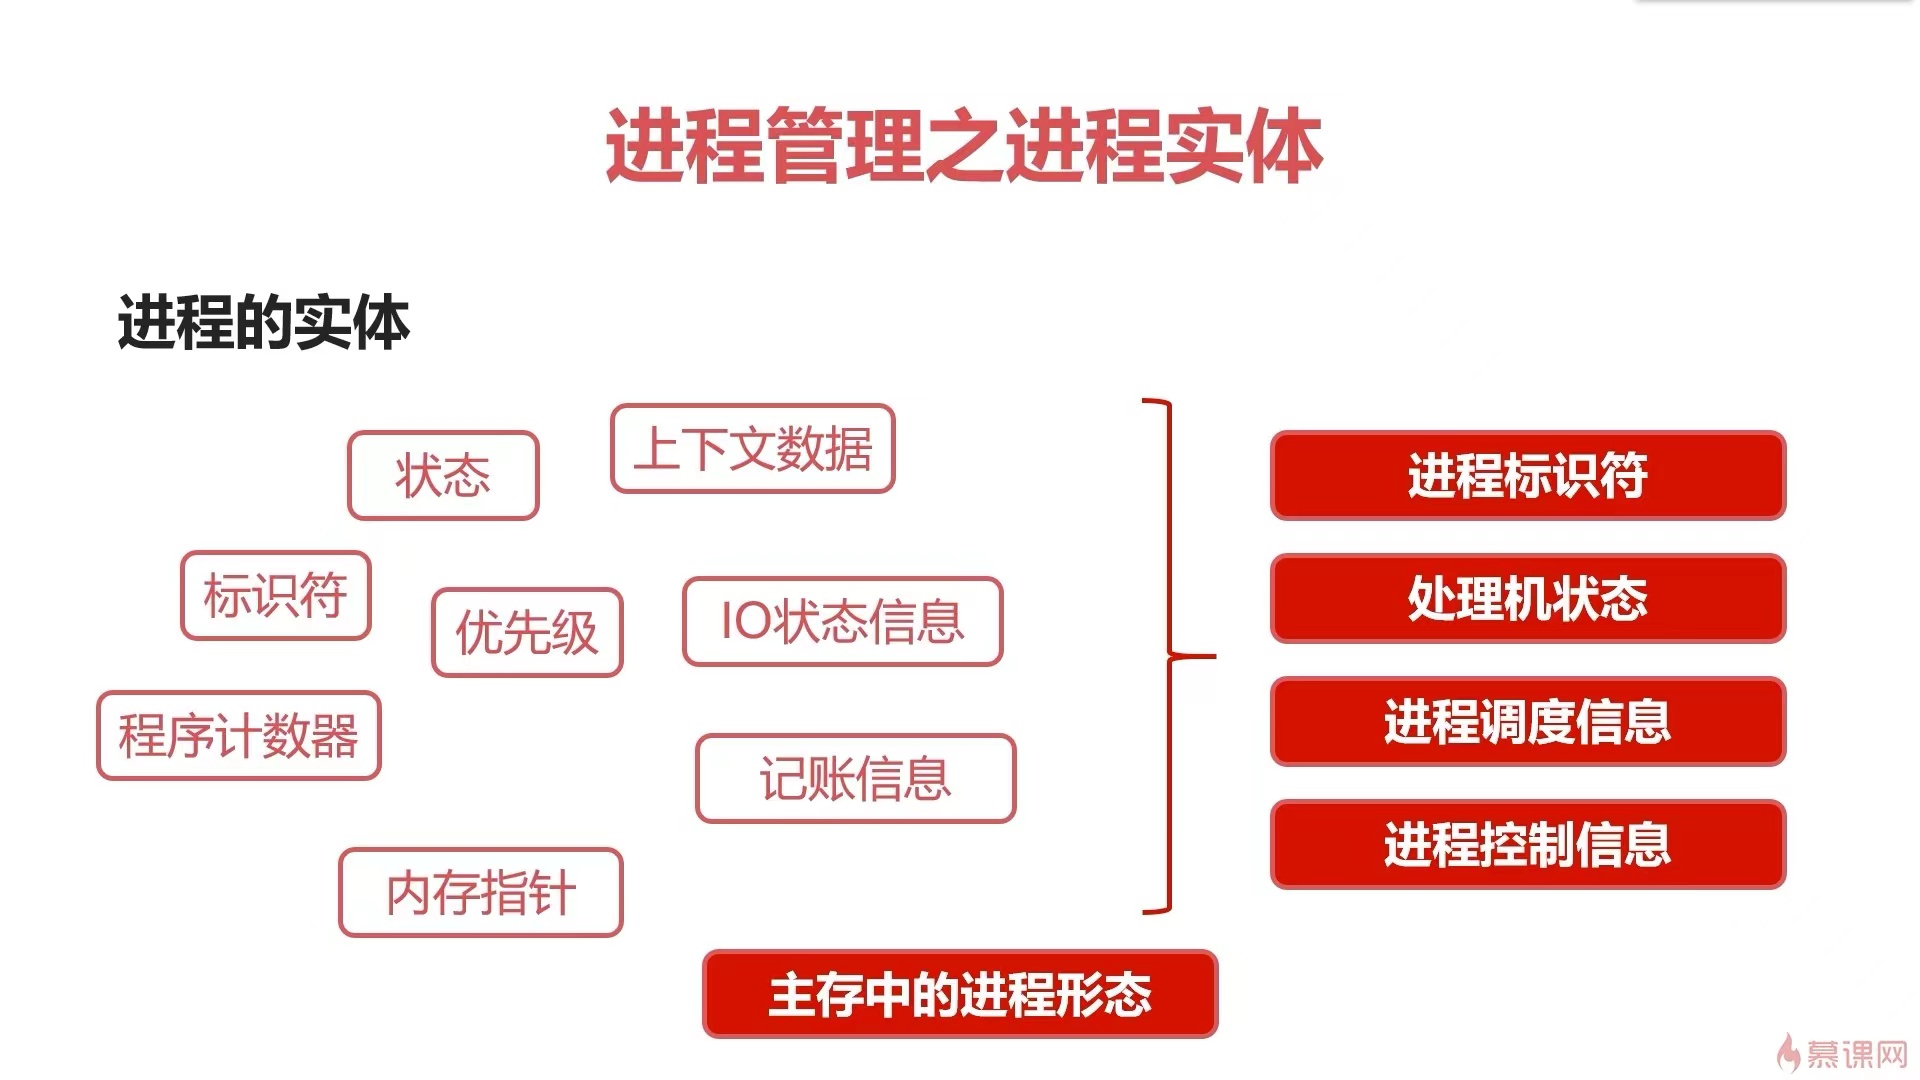 进程管理之进程实体
进程的实体
状态
上下文数据
标识符
优先级
IO状态信息
程序计数器
记账信息
内存指针
进程标识符
处理机状态
进程调度信息
进程控制信息
主存中的进程形态
慕课网